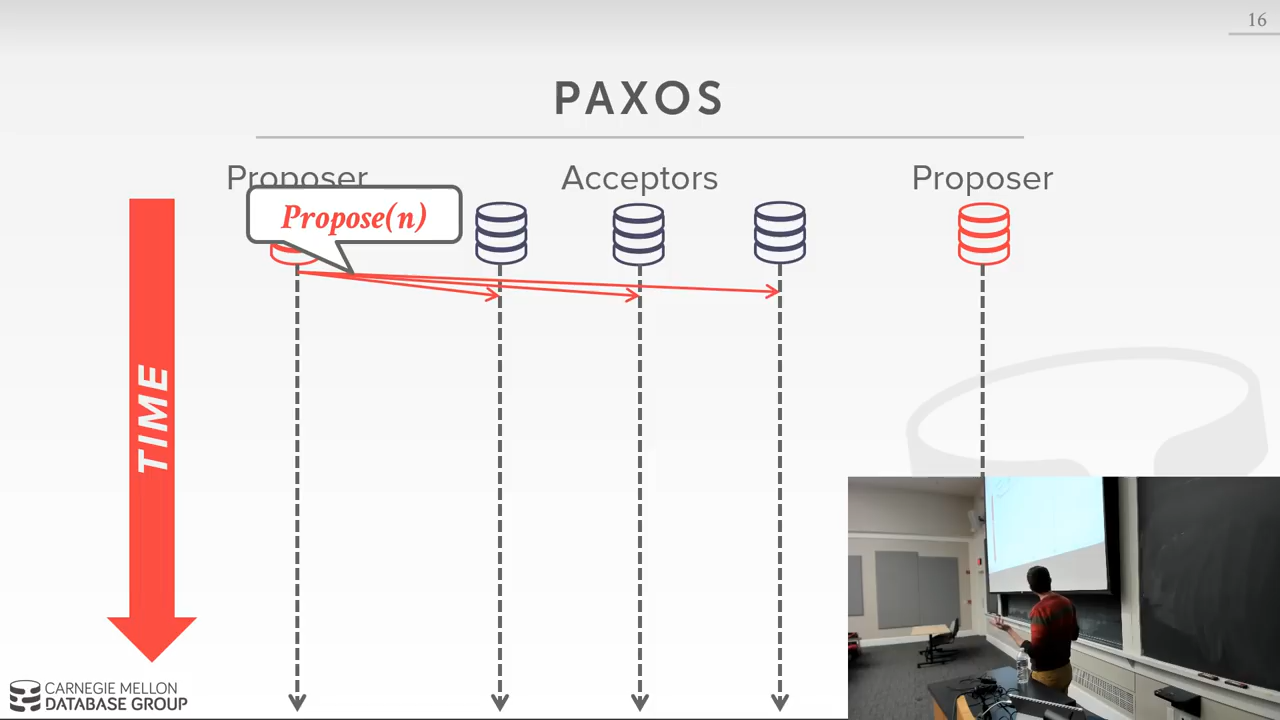 16
PAXOS
Proposer
Acceptors
Proposer
Propose(n)
TIME
CARNEGIE MELLON
DATABASE GROUP